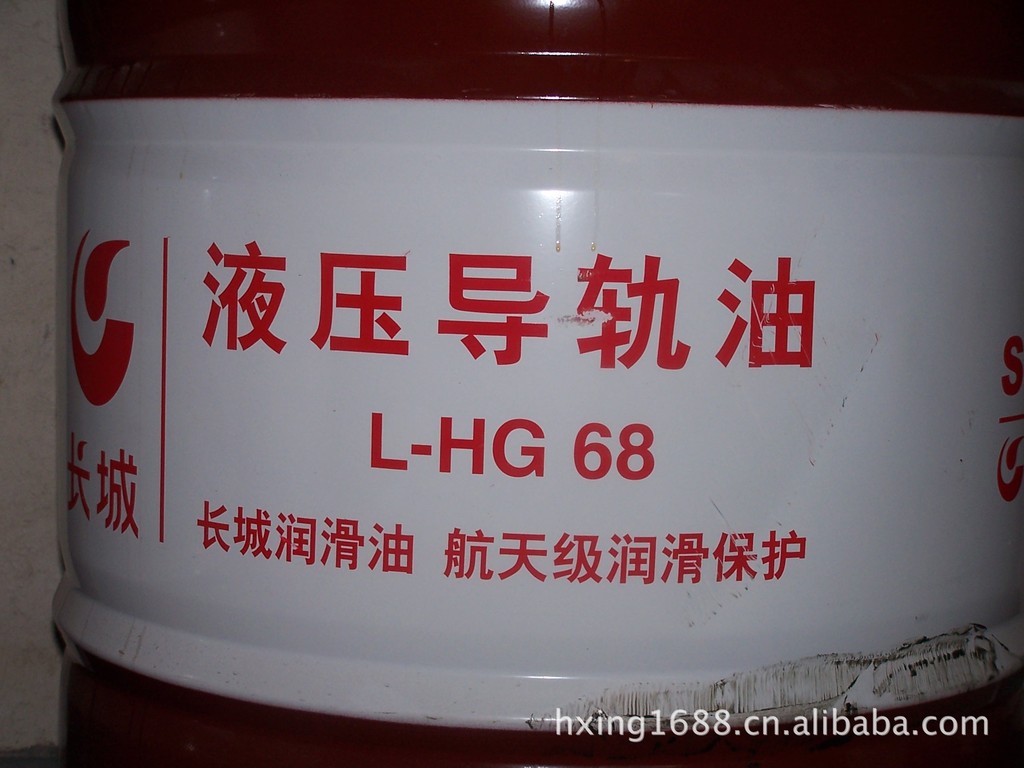 液压导轨油
L-HG 68
长城
长城润滑油 航天级润滑保护
S
hxing1688.cn.alibaba.com